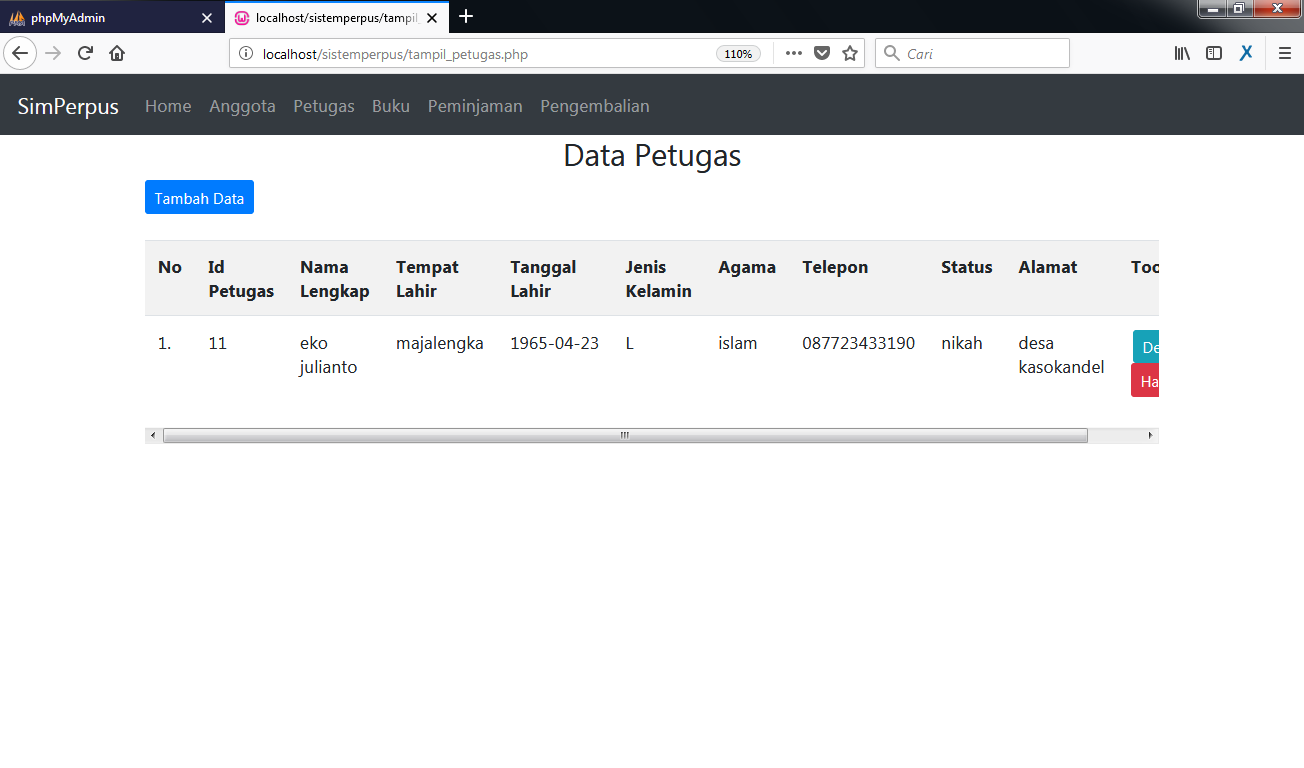 phpMyAdmin
localhost/sistemperpus/tampil_
localhost/sistemperpus/tampil_petugas.php 110% Cari
SimPerpus Home Anggota Petugas Buku Peminjaman Pengembalian
Data Petugas
Tambah Data
No Id Petugas Nama Lengkap Tempat Lahir Tanggal Lahir Jenis Kelamin Agama Telepon Status Alamat Too
1. 11 eko julianto majalengka 1965-04-23 L islam 087723433190 nikah desa kasokandel De
Ha